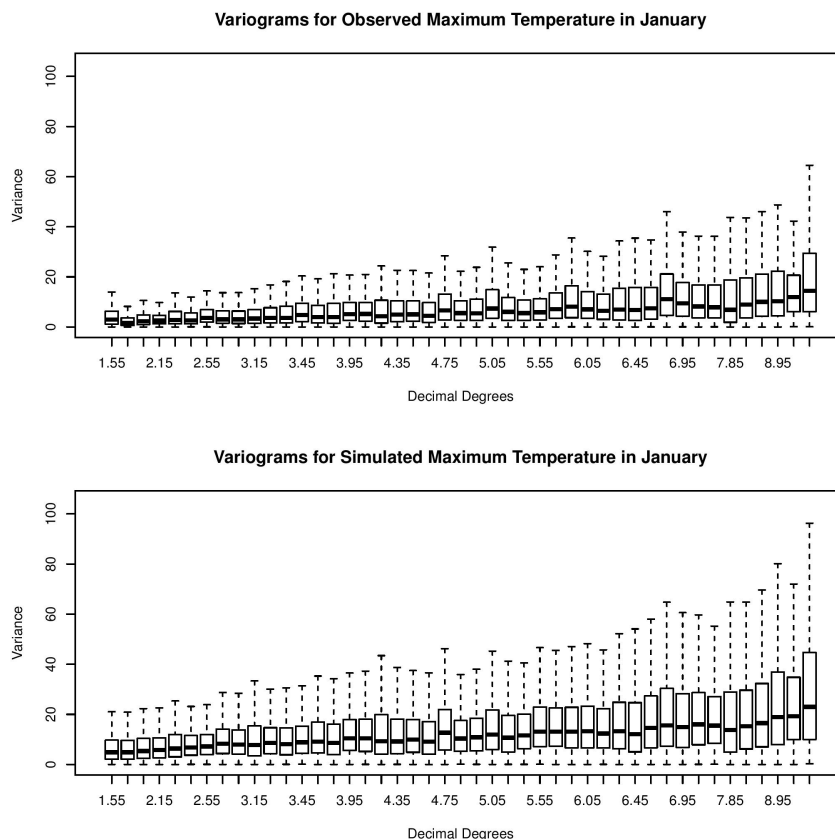 Variograms for Observed Maximum Temperature in January
100
80
60
40
20
0
Variance
1.55 2.15 2.55 3.15 3.45 3.95 4.35 4.75 5.05 5.55 6.05 6.45 6.95 7.85 8.95
Decimal Degrees
Variograms for Simulated Maximum Temperature in January
100
80
60
40
20
0
Variance
1.55 2.15 2.55 3.15 3.45 3.95 4.35 4.75 5.05 5.55 6.05 6.45 6.95 7.85 8.95
Decimal Degrees